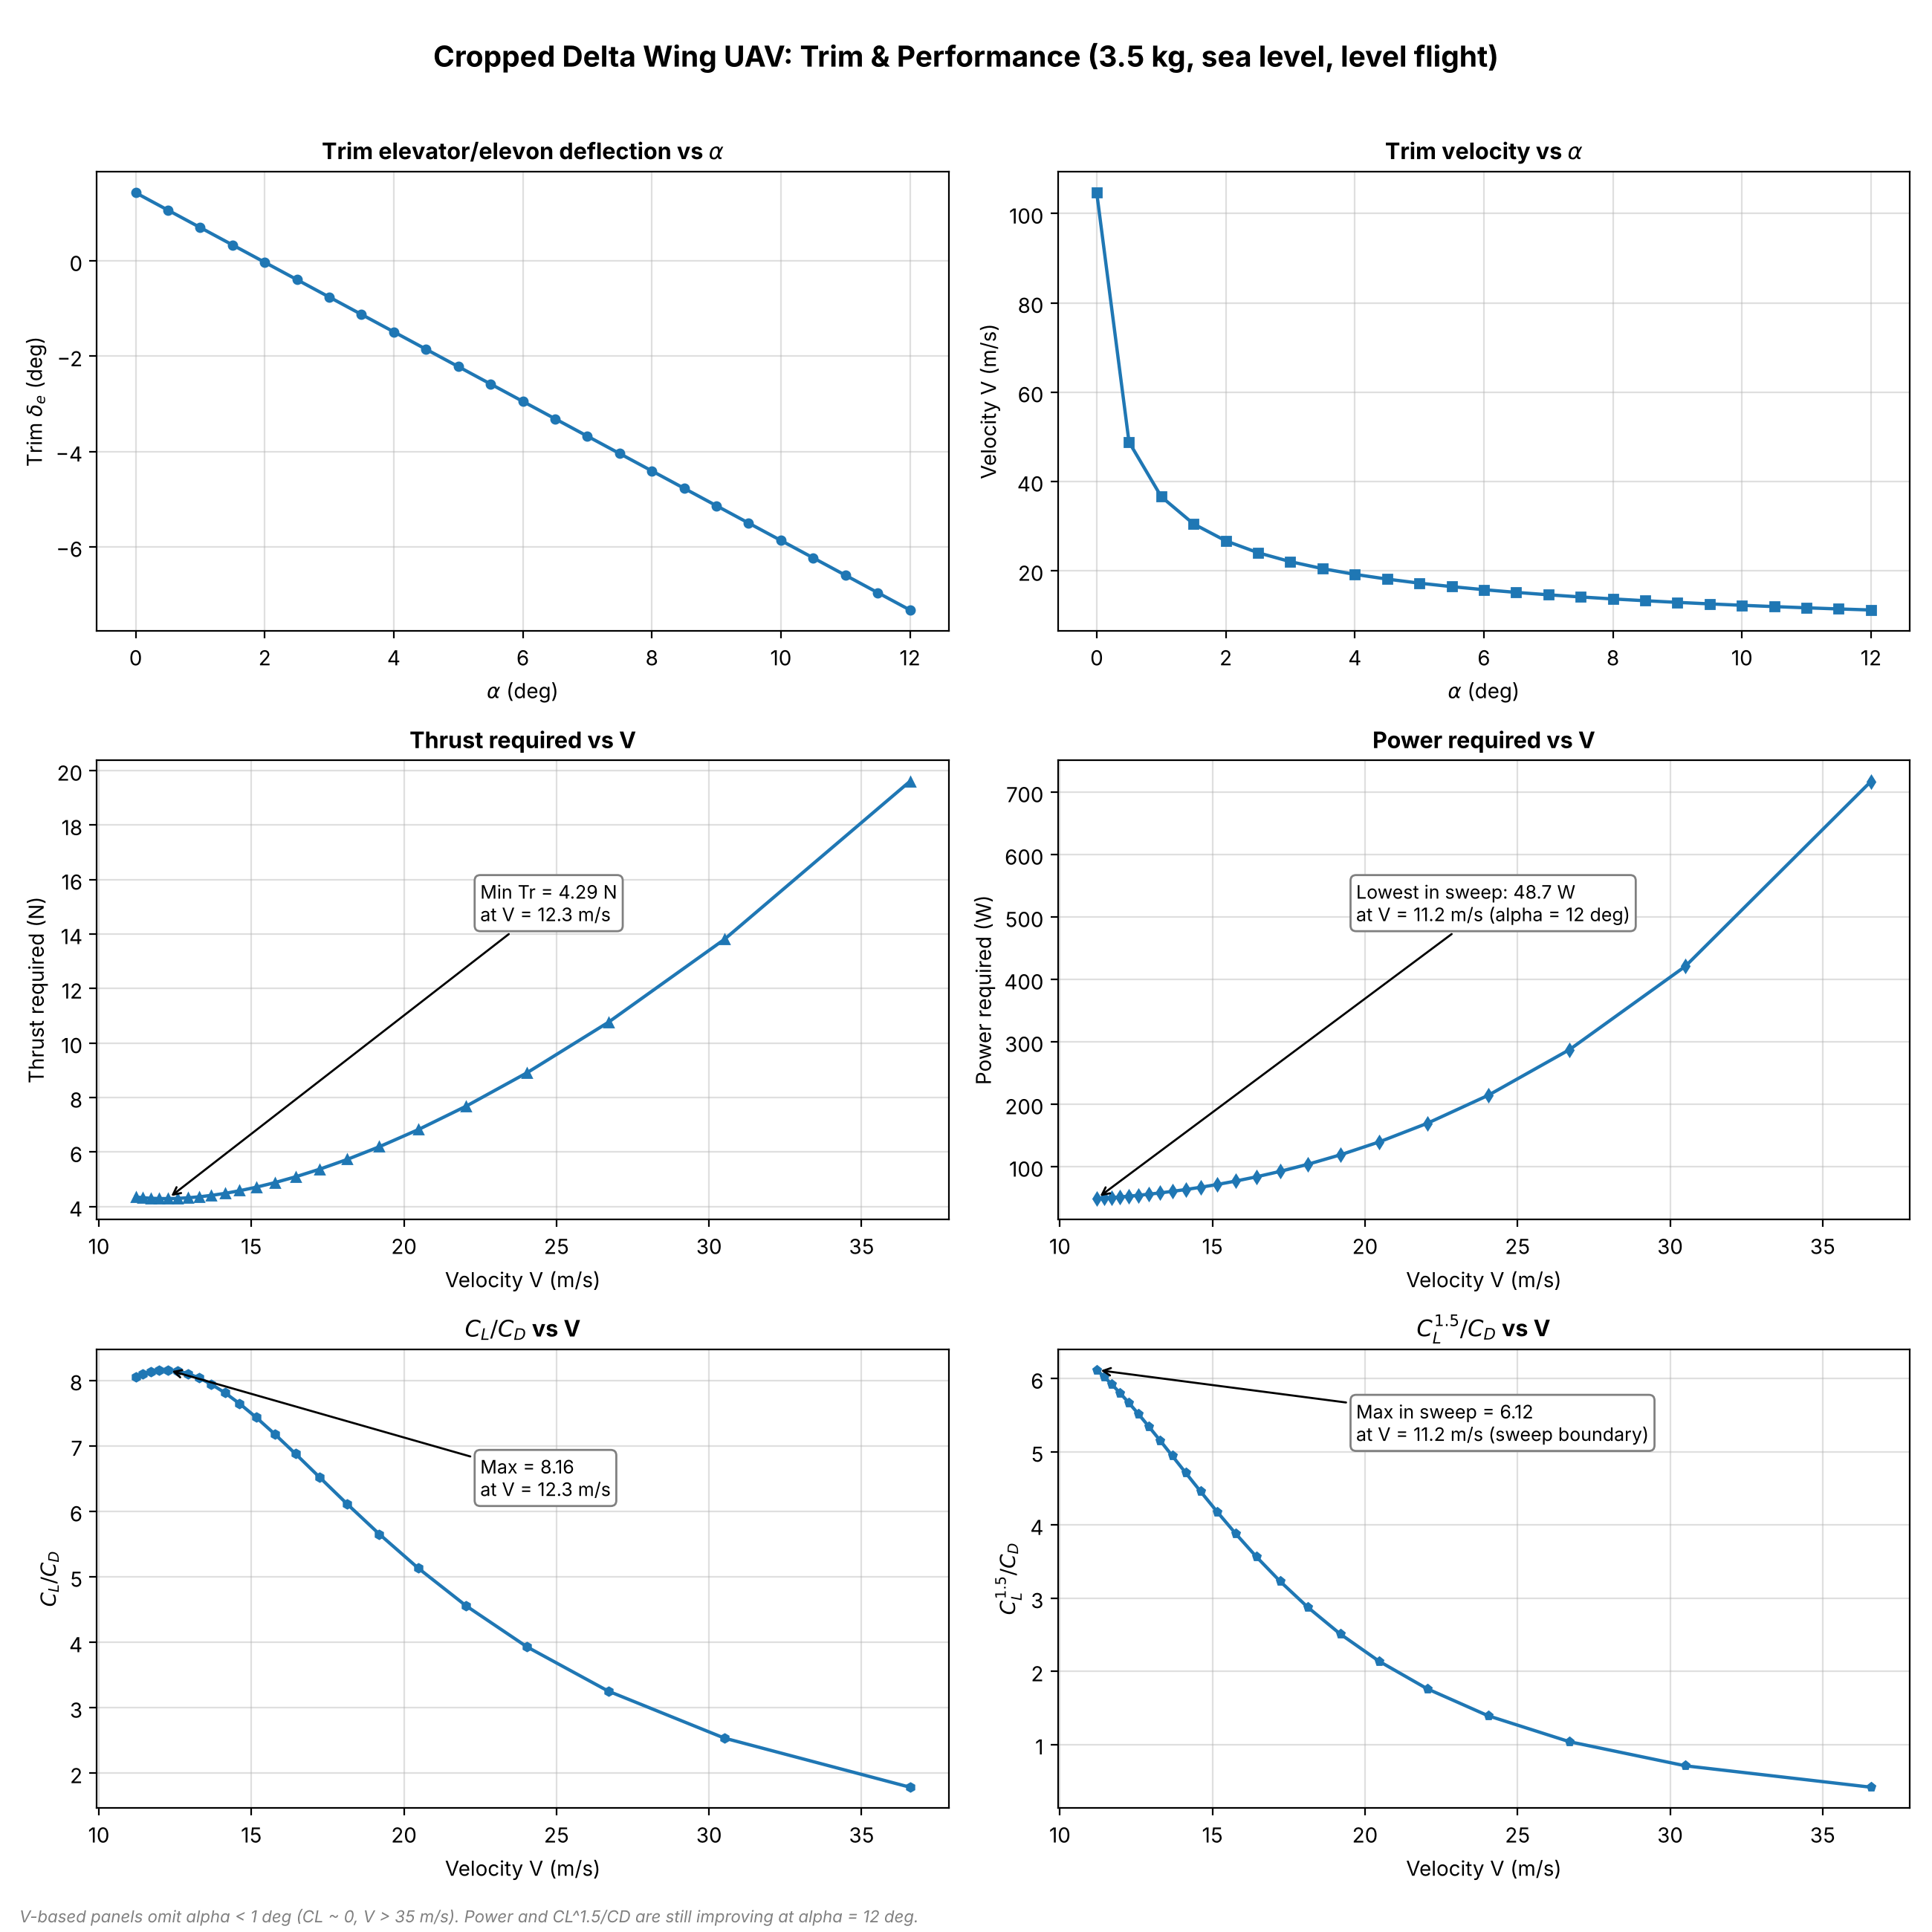 Cropped Delta Wing UAV: Trim & Performance (3.5 kg, sea level, level flight)
Trim elevator/elevon deflection vs α
Trim δe (deg)
0
−2
−4
−6
0 2 4 6 8 10 12
α (deg)
Trim velocity vs α
Velocity V (m/s)
100
80
60
40
20
0 2 4 6 8 10 12
α (deg)
Thrust required vs V
Thrust required (N)
20
18
16
14
12
10
8
6
4
Min Tr = 4.29 N
at V = 12.3 m/s
10 15 20 25 30 35
Velocity V (m/s)
Power required vs V
Power required (W)
700
600
500
400
300
200
100
Lowest in sweep: 48.7 W
at V = 11.2 m/s (alpha = 12 deg)
10 15 20 25 30 35
Velocity V (m/s)
CL/CD vs V
CL/CD
8
7
6
5
4
3
2
Max = 8.16
at V = 12.3 m/s
10 15 20 25 30 35
Velocity V (m/s)
CL^1.5/CD vs V
CL^1.5/CD
6
5
4
3
2
1
Max in sweep = 6.12
at V = 11.2 m/s (sweep boundary)
10 15 20 25 30 35
Velocity V (m/s)
V-based panels omit alpha < 1 deg (CL ~ 0, V > 35 m/s). Power and CL^1.5/CD are still improving at alpha = 12 deg.